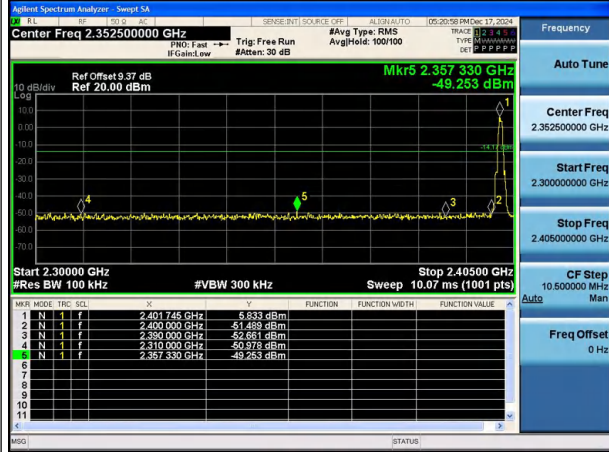 Agilent Spectrum Analyzer - Swept SA
RL RF 50 Ω AC SENSE:INT SOURCE OFF ALIGN AUTO 05:20:58 PM Dec 17, 2024
Center Freq 2.352500000 GHz
PNO: Fast
IFGain:Low
Trig: Free Run
#Atten: 30 dB
#Avg Type: RMS
Avg|Hold: 100/100
TRACE 1 2 3 4 5 6
TYPE M
DET P P P P P P
Ref Offset 9.37 dB
10 dB/div Ref 20.00 dBm
Log
Mkr5 2.357 330 GHz
-49.253 dBm
10.0
0.00
-10.0
-20.0
-30.0
-40.0
-50.0
-60.0
-70.0
1
4
5
3
2
Start 2.30000 GHz
Stop 2.40500 GHz
#Res BW 100 kHz #VBW 300 kHz Sweep 10.07 ms (1001 pts)
MKR MODE TRC SCL X Y FUNCTION FUNCTION WIDTH FUNCTION VALUE
1 N 1 f 2.401 745 GHz 5.833 dBm
2 N 1 f 2.400 000 GHz -51.489 dBm
3 N 1 f 2.390 000 GHz -52.661 dBm
4 N 1 f 2.310 000 GHz -50.978 dBm
5 N 1 f 2.357 330 GHz -49.253 dBm
6
7
8
9
10
11
MSG STATUS
Frequency
Auto Tune
Center Freq
2.352500000 GHz
Start Freq
2.300000000 GHz
Stop Freq
2.405000000 GHz
CF Step
10.500000 MHz
Auto Man
Freq Offset
0 Hz